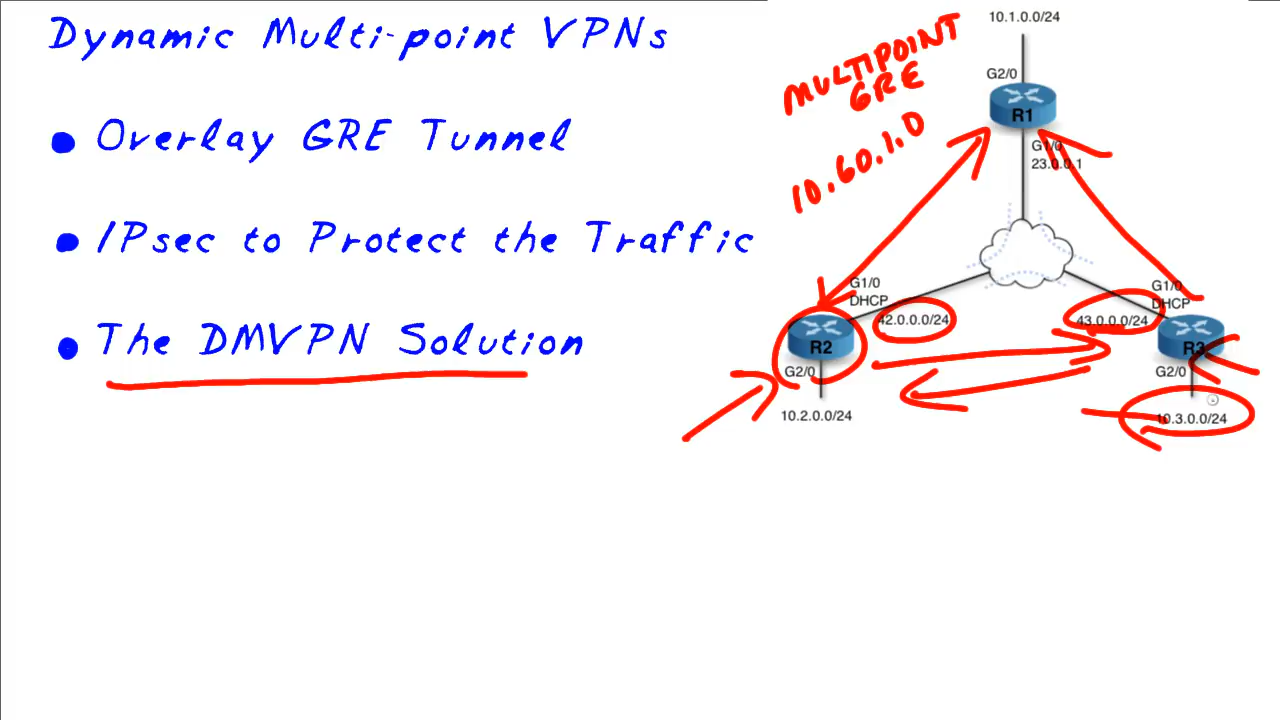 Dynamic Multi-point VPNs
• Overlay GRE Tunnel
• IPsec to Protect the Traffic
• The DMVPN Solution
MULTIPOINT
GRE
10.60.1.0
10.1.0.0/24
G2/0
R1
G1/0
23.0.0.1
G1/0
DHCP
42.0.0.0/24
R2
G2/0
10.2.0.0/24
G1/0
DHCP
43.0.0.0/24
R3
G2/0
10.3.0.0/24